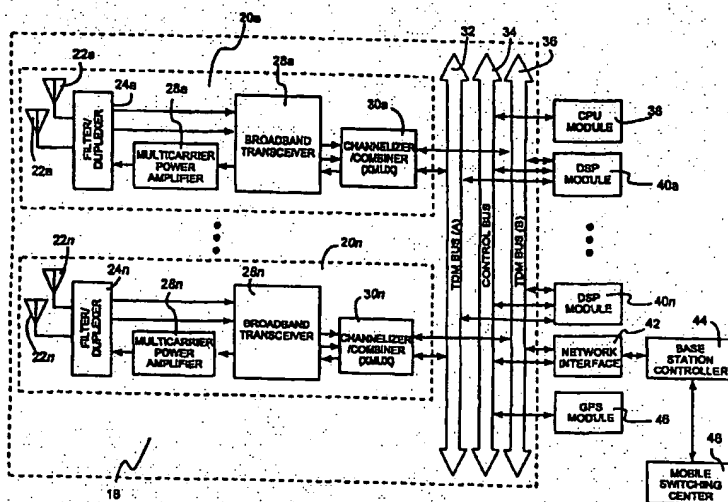 20a
32
34
36
22a
24a
28a
28a
30a
22a
FILTER/
DUPLEXER
MULTICARRIER
POWER
AMPLIFIER
BROADBAND
TRANSCEIVER
CHANNELIZER
/COMBINER
(XMUX)
CPU
MODULE
38
DSP
MODULE
40a
TDM BUS (A)
CONTROL BUS
TDM BUS (B)
22n
20n
24n
28n
28n
30n
22n
FILTER/
DUPLEXER
MULTICARRIER
POWER
AMPLIFIER
BROADBAND
TRANSCEIVER
CHANNELIZER
/COMBINER
(XMUX)
DSP
MODULE
40n
42
44
NETWORK
INTERFACE
BASE
STATION
CONTROLLER
GPS
MODULE
46
48
MOBILE
SWITCHING
CENTER
18